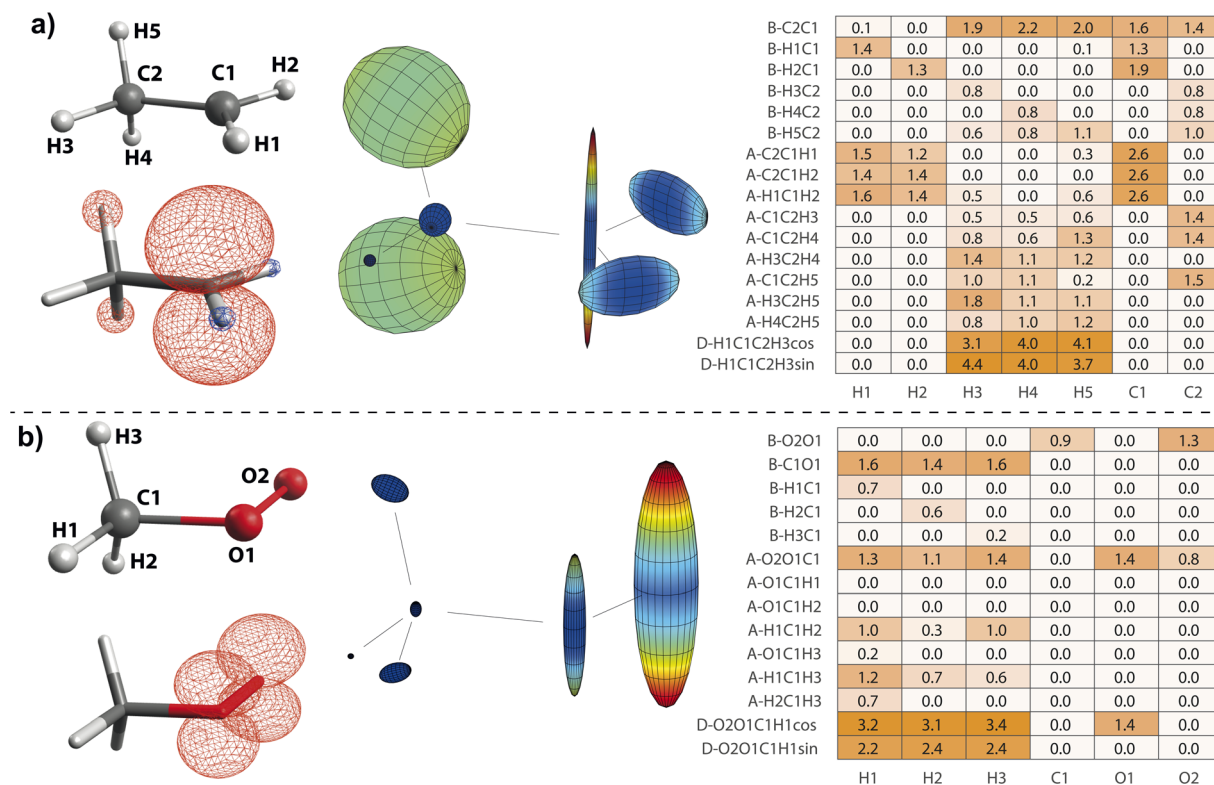 a)
H5
C2 C1 H2
H3 H4 H1
B-C2C1 0.1 0.0 1.9 2.2 2.0 1.6 1.4
B-H1C1 1.4 0.0 0.0 0.0 0.1 1.3 0.0
B-H2C1 0.0 1.3 0.0 0.0 0.0 1.9 0.0
B-H3C2 0.0 0.0 0.8 0.0 0.0 0.0 0.8
B-H4C2 0.0 0.0 0.0 0.8 0.0 0.0 0.8
B-H5C2 0.0 0.0 0.6 0.8 1.1 0.0 1.0
A-C2C1H1 1.5 1.2 0.0 0.0 0.3 2.6 0.0
A-C2C1H2 1.4 1.4 0.0 0.0 0.0 2.6 0.0
A-H1C1H2 1.6 1.4 0.5 0.0 0.6 2.6 0.0
A-C1C2H3 0.0 0.0 0.5 0.5 0.6 0.0 1.4
A-C1C2H4 0.0 0.0 0.8 0.6 1.3 0.0 1.4
A-H3C2H4 0.0 0.0 1.4 1.1 1.2 0.0 0.0
A-C1C2H5 0.0 0.0 1.0 1.1 0.2 0.0 1.5
A-H3C2H5 0.0 0.0 1.8 1.1 1.1 0.0 0.0
A-H4C2H5 0.0 0.0 0.8 1.0 1.2 0.0 0.0
D-H1C1C2H3cos 0.0 0.0 3.1 4.0 4.1 0.0 0.0
D-H1C1C2H3sin 0.0 0.0 4.4 4.0 3.7 0.0 0.0
H1 H2 H3 H4 H5 C1 C2
b)
H3
O2
C1
H1
H2 O1
B-O2O1 0.0 0.0 0.0 0.9 0.0 1.3
B-C1O1 1.6 1.4 1.6 0.0 0.0 0.0
B-H1C1 0.7 0.0 0.0 0.0 0.0 0.0
B-H2C1 0.0 0.6 0.0 0.0 0.0 0.0
B-H3C1 0.0 0.0 0.2 0.0 0.0 0.0
A-O2O1C1 1.3 1.1 1.4 0.0 1.4 0.8
A-O1C1H1 0.0 0.0 0.0 0.0 0.0 0.0
A-O1C1H2 0.0 0.0 0.0 0.0 0.0 0.0
A-H1C1H2 1.0 0.3 1.0 0.0 0.0 0.0
A-O1C1H3 0.2 0.0 0.0 0.0 0.0 0.0
A-H1C1H3 1.2 0.7 0.6 0.0 0.0 0.0
A-H2C1H3 0.7 0.0 0.0 0.0 0.0 0.0
D-O2O1C1H1cos 3.2 3.1 3.4 0.0 1.4 0.0
D-O2O1C1H1sin 2.2 2.4 2.4 0.0 0.0 0.0
H1 H2 H3 C1 O1 O2